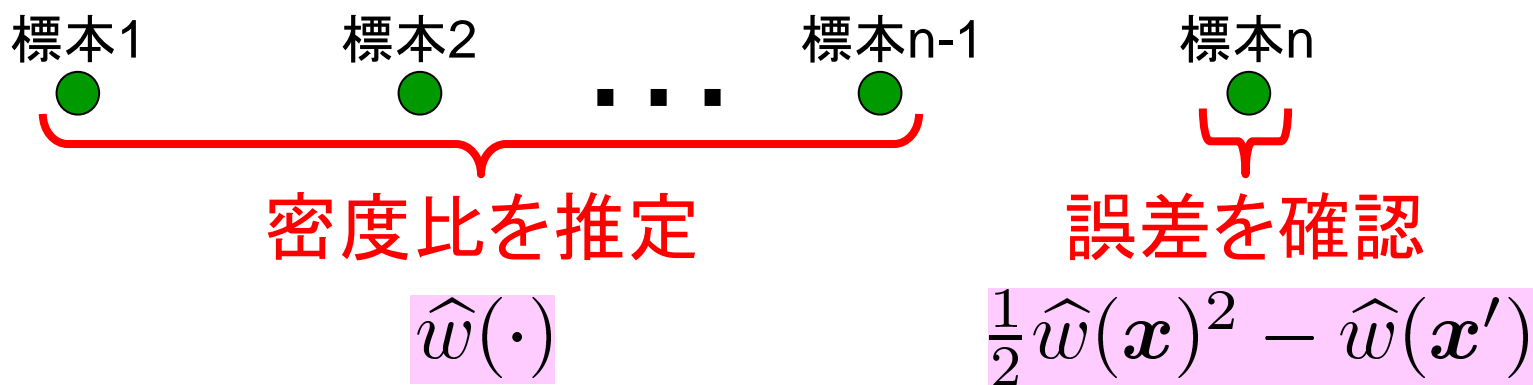 標本1 標本2 ... 標本n-1 標本n
密度比を推定 誤差を確認
ŵ(·) ½ŵ(x)² − ŵ(x′)